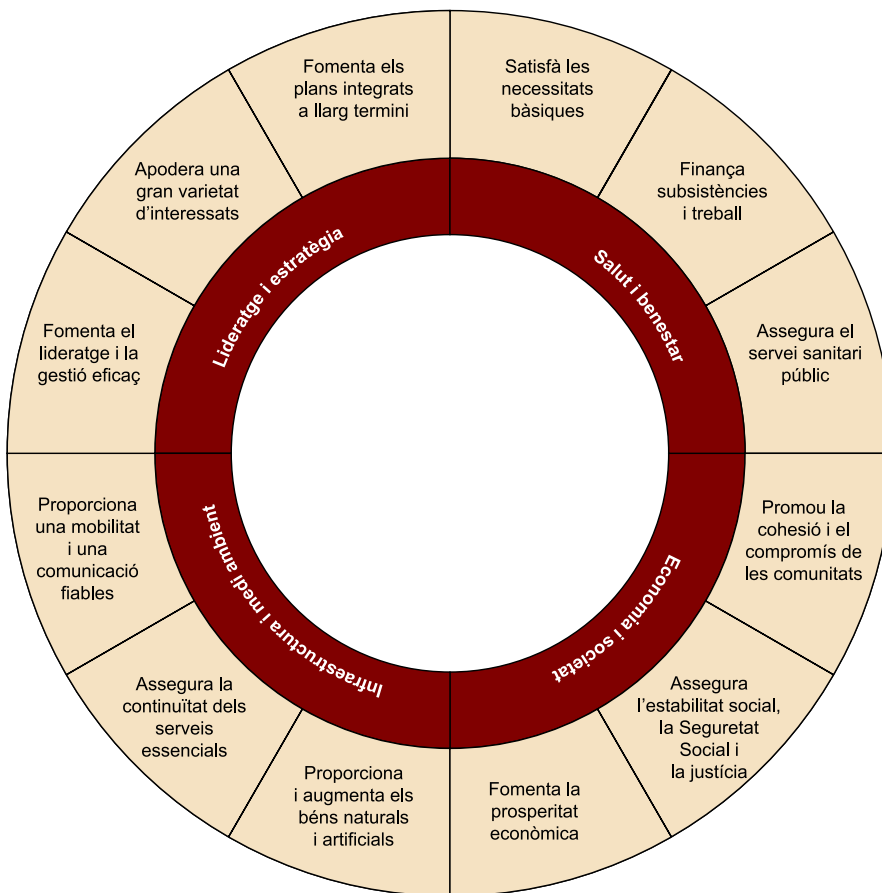 Fomenta els
plans integrats
a llarg termini
Satisfà les
necessitats
bàsiques
Apodera una
gran varietat
d’interessats
Finança
subsistències
i treball
Lideratge i estratègia
Salut i benestar
Fomenta el
lideratge i la
gestió eficaç
Assegura el
servei sanitari
públic
Proporciona
una mobilitat
i una
comunicació
fiables
Promou la
cohesió i el
compromís de
les comunitats
Infraestructura i medi ambient
Economia i societat
Assegura la
continuïtat dels
serveis
essencials
Assegura
l’estabilitat social,
la Seguretat
Social i
la justícia
Proporciona
i augmenta els
béns naturals
i artificials
Fomenta la
prosperitat
econòmica